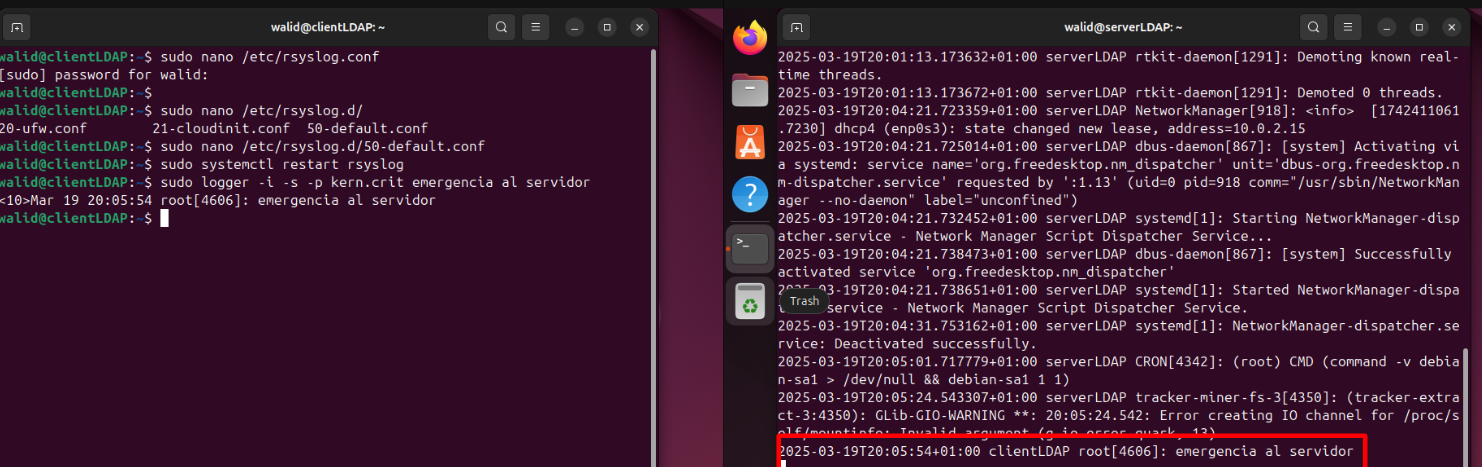 walid@clientLDAP: ~
walid@clientLDAP:~$ sudo nano /etc/rsyslog.conf
[sudo] password for walid:
walid@clientLDAP:~$
walid@clientLDAP:~$ sudo nano /etc/rsyslog.d/
20-ufw.conf        21-cloudinit.conf  50-default.conf
walid@clientLDAP:~$ sudo nano /etc/rsyslog.d/50-default.conf
walid@clientLDAP:~$ sudo systemctl restart rsyslog
walid@clientLDAP:~$ sudo logger -i -s -p kern.crit emergencia al servidor
<10>Mar 19 20:05:54 root[4606]: emergencia al servidor
walid@clientLDAP:~$
Trash
walid@serverLDAP: ~
2025-03-19T20:01:13.173632+01:00 serverLDAP rtkit-daemon[1291]: Demoting known real-
time threads.
2025-03-19T20:01:13.173672+01:00 serverLDAP rtkit-daemon[1291]: Demoted 0 threads.
2025-03-19T20:04:21.723359+01:00 serverLDAP NetworkManager[918]: <info>  [1742411061
.7230] dhcp4 (enp0s3): state changed new lease, address=10.0.2.15
2025-03-19T20:04:21.725014+01:00 serverLDAP dbus-daemon[867]: [system] Activating vi
a systemd: service name='org.freedesktop.nm_dispatcher' unit='dbus-org.freedesktop.n
m-dispatcher.service' requested by ':1.13' (uid=0 pid=918 comm="/usr/sbin/NetworkMan
ager --no-daemon" label="unconfined")
2025-03-19T20:04:21.732452+01:00 serverLDAP systemd[1]: Starting NetworkManager-disp
atcher.service - Network Manager Script Dispatcher Service...
2025-03-19T20:04:21.738473+01:00 serverLDAP dbus-daemon[867]: [system] Successfully
activated service 'org.freedesktop.nm_dispatcher'
2025-03-19T20:04:21.738651+01:00 serverLDAP systemd[1]: Started NetworkManager-dispa
service - Network Manager Script Dispatcher Service.
2025-03-19T20:04:31.753162+01:00 serverLDAP systemd[1]: NetworkManager-dispatcher.se
rvice: Deactivated successfully.
2025-03-19T20:05:01.717779+01:00 serverLDAP CRON[4342]: (root) CMD (command -v debia
n-sa1 > /dev/null && debian-sa1 1 1)
2025-03-19T20:05:24.543307+01:00 serverLDAP tracker-miner-fs-3[4350]: (tracker-extra
ct-3:4350): GLib-GIO-WARNING **: 20:05:24.542: Error creating IO channel for /proc/s
elf/mountinfo: Invalid argument (g-io-error-quark, 13)
2025-03-19T20:05:54+01:00 clientLDAP root[4606]: emergencia al servidor